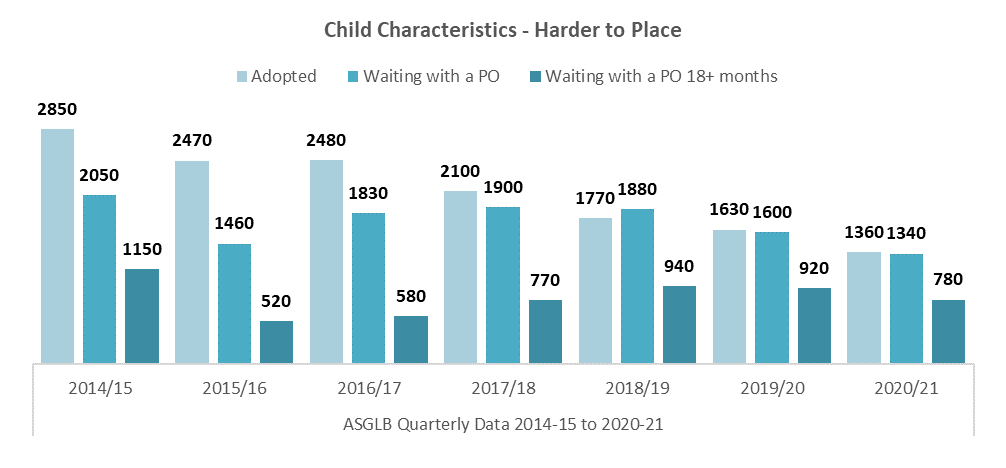 Child Characteristics - Harder to Place
Adopted Waiting with a PO Waiting with a PO 18+ months
2850 2050 1150
2470 1460 520
2480 1830 580
2100 1900 770
1770 1880 940
1630 1600 920
1360 1340 780
2014/15 2015/16 2016/17 2017/18 2018/19 2019/20 2020/21
ASGLB Quarterly Data 2014-15 to 2020-21